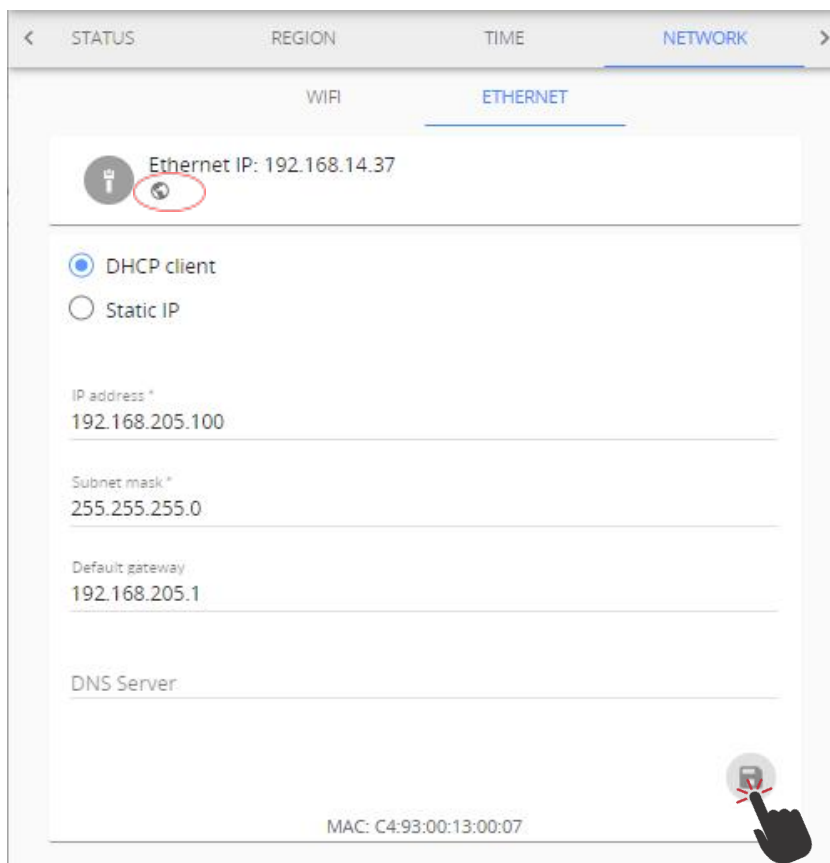 STATUS REGION TIME NETWORK
WIFI ETHERNET
Ethernet IP: 192.168.14.37
DHCP client
Static IP
IP address *
192.168.205.100
Subnet mask *
255.255.255.0
Default gateway
192.168.205.1
DNS Server
MAC: C4:93:00:13:00:07